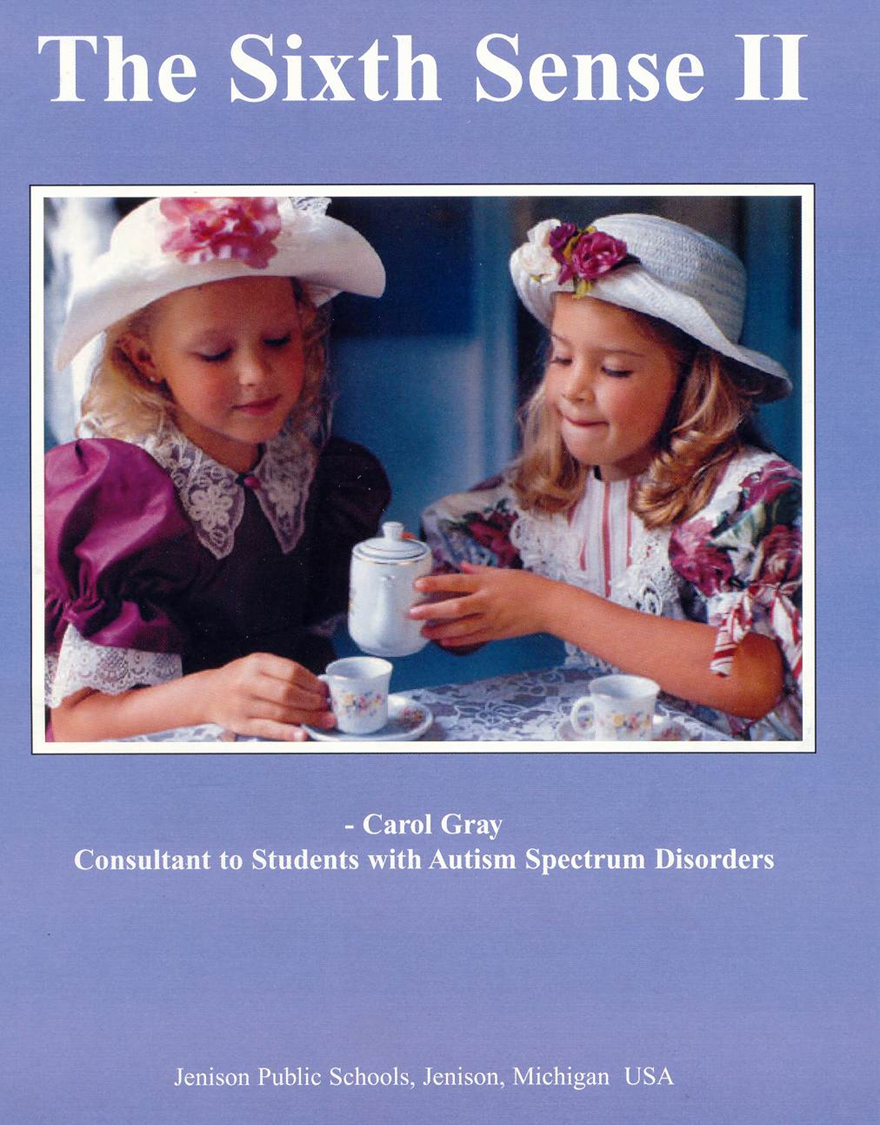 The Sixth Sense II
- Carol Gray
Consultant to Students with Autism Spectrum Disorders
Jenison Public Schools, Jenison, Michigan  USA